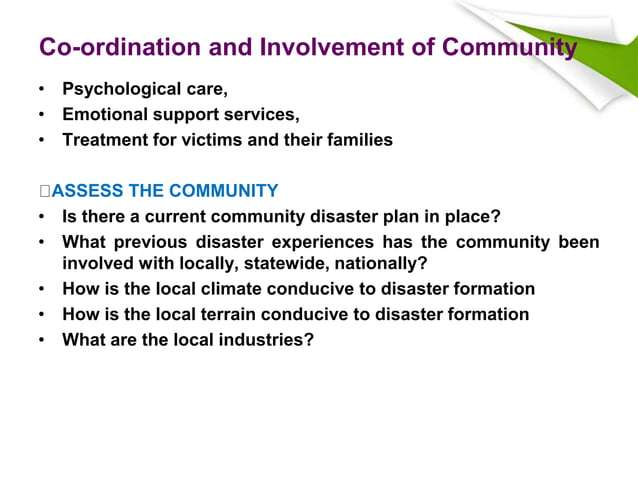 Co-ordination and Involvement of Community
• Psychological care,
• Emotional support services,
• Treatment for victims and their families
ASSESS THE COMMUNITY
• Is there a current community disaster plan in place?
• What previous disaster experiences has the community been
involved with locally, statewide, nationally?
• How is the local climate conducive to disaster formation
• How is the local terrain conducive to disaster formation
• What are the local industries?